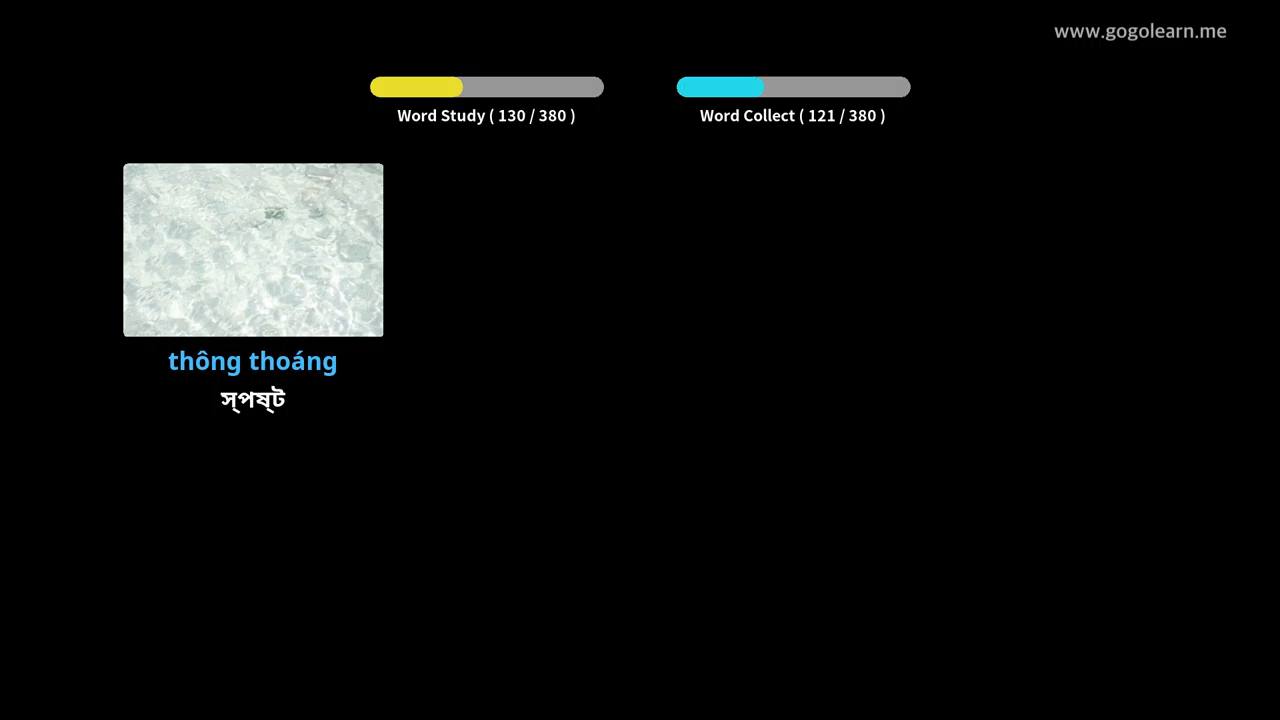 www.gogolearn.me
Word Study ( 130 / 380 )
Word Collect ( 121 / 380 )
thông thoáng
স্পষ্ট